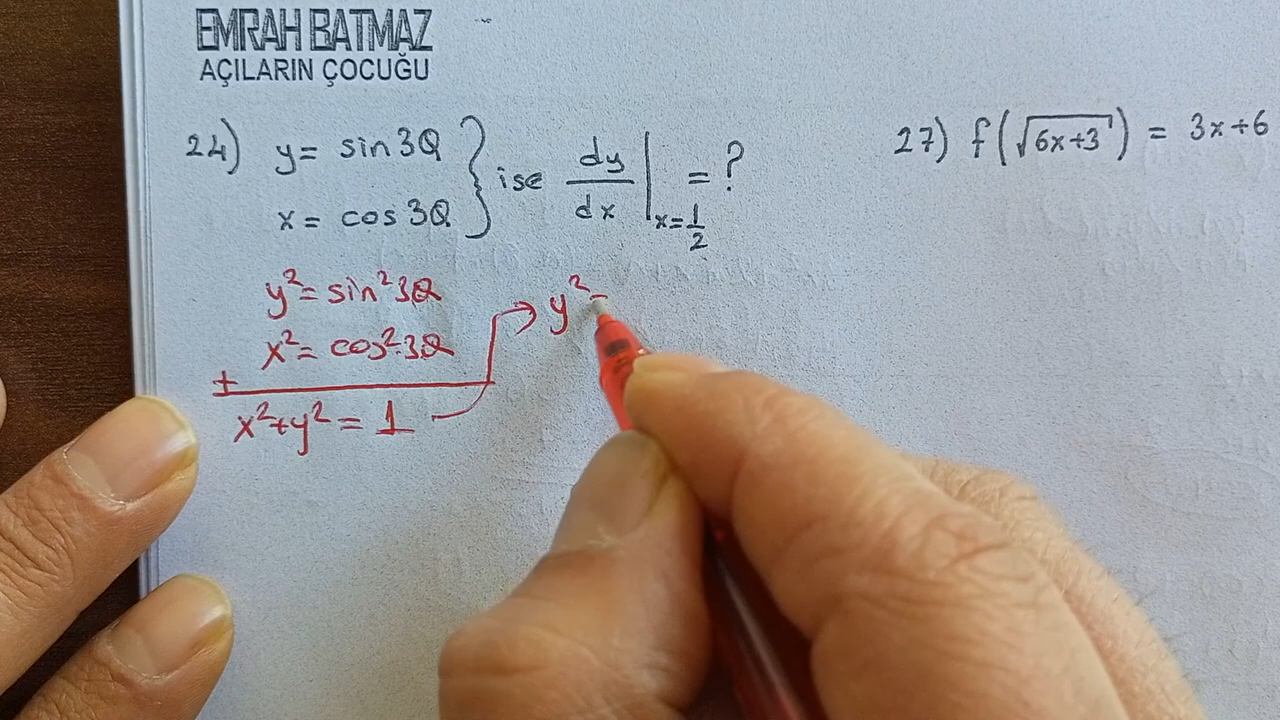 EMRAH BATMAZ
AÇILARIN ÇOCUĞU
24) y = sin3Q
x = cos3Q } ise dy/dx | x=1/2 = ?
y² = sin²3Q
x² = cos²3Q
+
x²+y² = 1 → y² =
27) f(√6x+3) = 3x+6